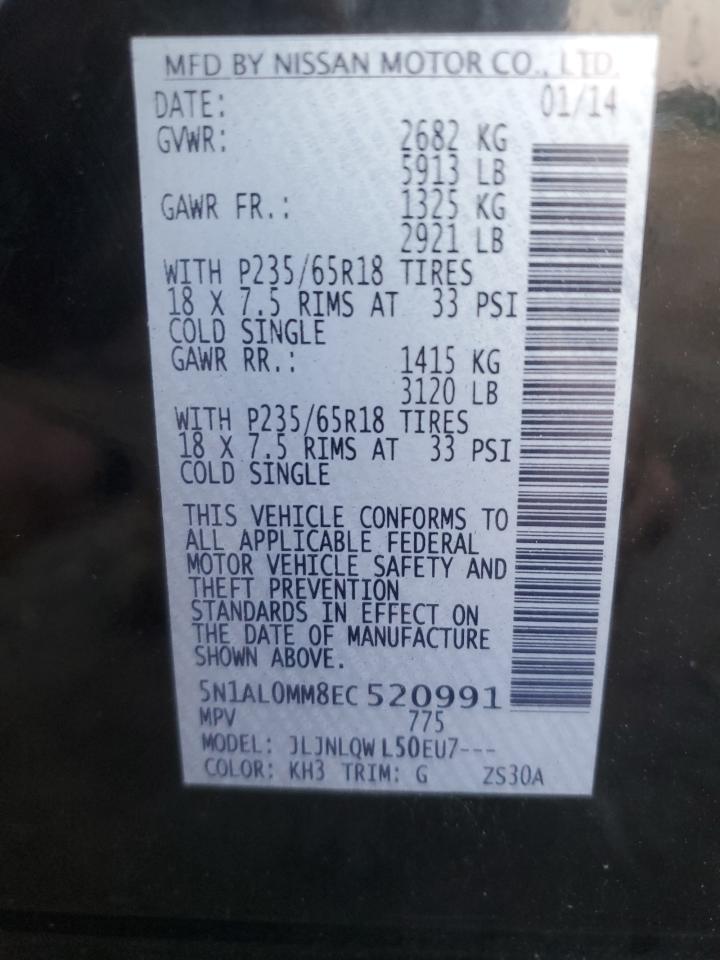 MFD BY NISSAN MOTOR CO., LTD.
DATE: 01/14
GVWR: 2682 KG
5913 LB
GAWR FR.: 1325 KG
2921 LB
WITH P235/65R18 TIRES
18 X 7.5 RIMS AT 33 PSI
COLD SINGLE
GAWR RR.: 1415 KG
3120 LB
WITH P235/65R18 TIRES
18 X 7.5 RIMS AT 33 PSI
COLD SINGLE
THIS VEHICLE CONFORMS TO
ALL APPLICABLE FEDERAL
MOTOR VEHICLE SAFETY AND
THEFT PREVENTION
STANDARDS IN EFFECT ON
THE DATE OF MANUFACTURE
SHOWN ABOVE.
5N1AL0MM8EC 520991
MPV 775
MODEL: JLJNLQW L50EU7---
COLOR: KH3 TRIM: G ZS30A